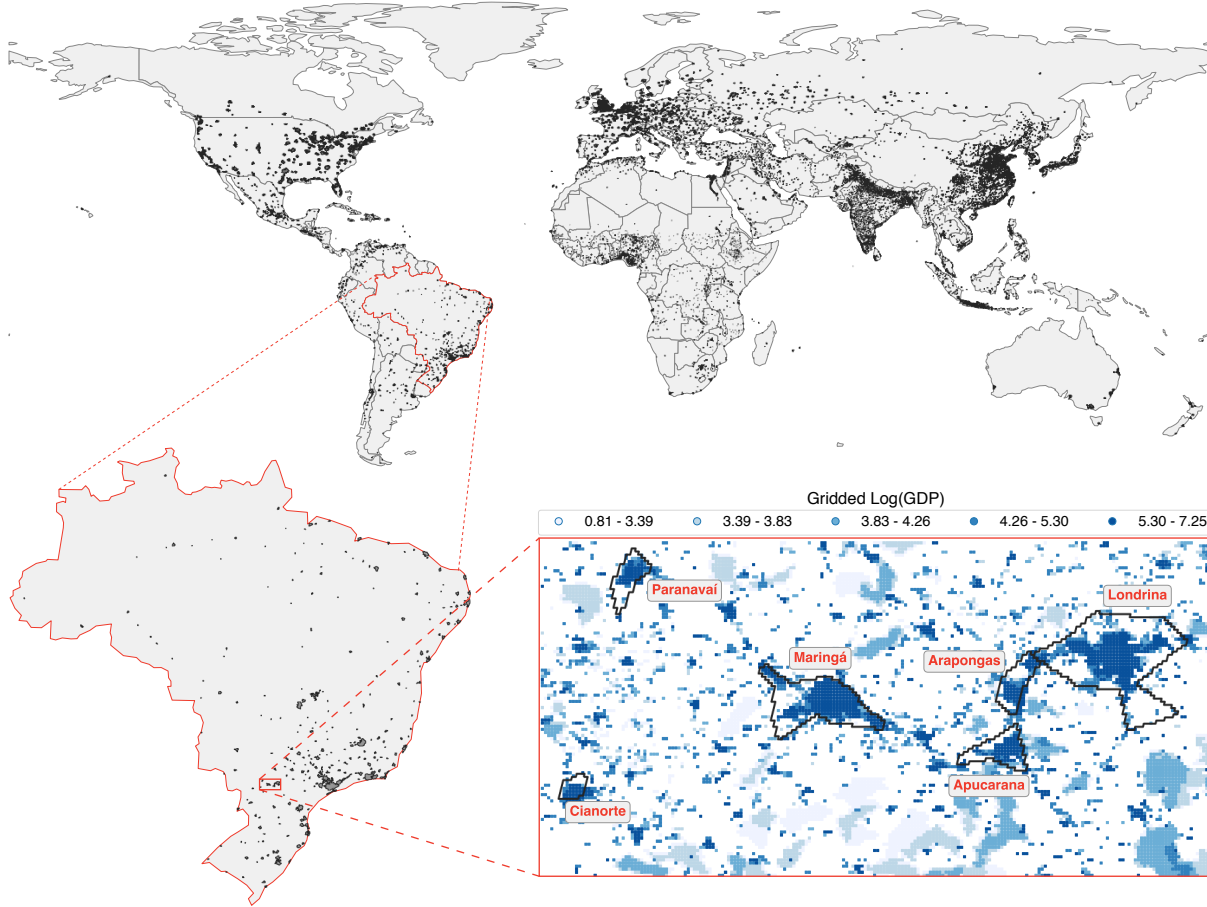 Gridded Log(GDP)
0.81 - 3.39 3.39 - 3.83 3.83 - 4.26 4.26 - 5.30 5.30 - 7.25
Paranavaí
Londrina
Maringá
Arapongas
Apucarana
Cianorte